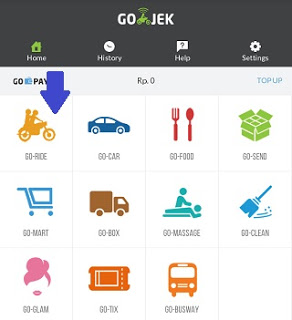 GO JEK
Home History Help Settings
GO PAY Rp. 0 TOP UP
GO-RIDE GO-CAR GO-FOOD GO-SEND
GO-MART GO-BOX GO-MASSAGE GO-CLEAN
GO-GLAM GO-TIX GO-BUSWAY